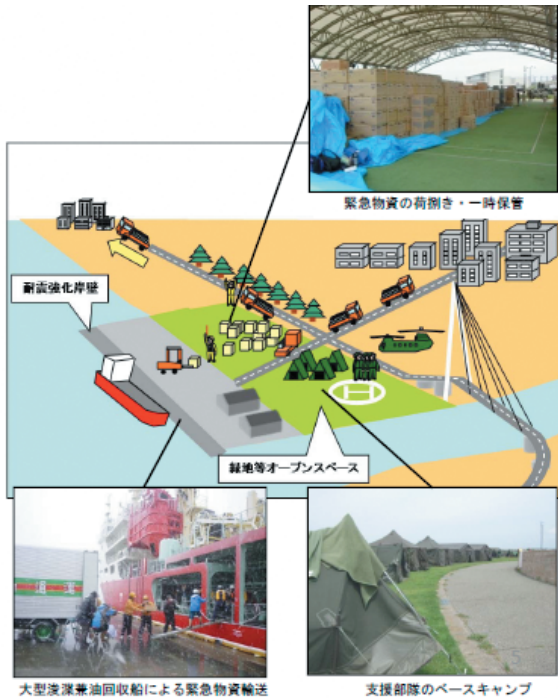 緊急物資の荷捌き・一時保管
耐震強化岸壁
緑地等オープンスペース
H
大型浚渫兼油回収船による緊急物資輸送
支援部隊のベースキャンプ